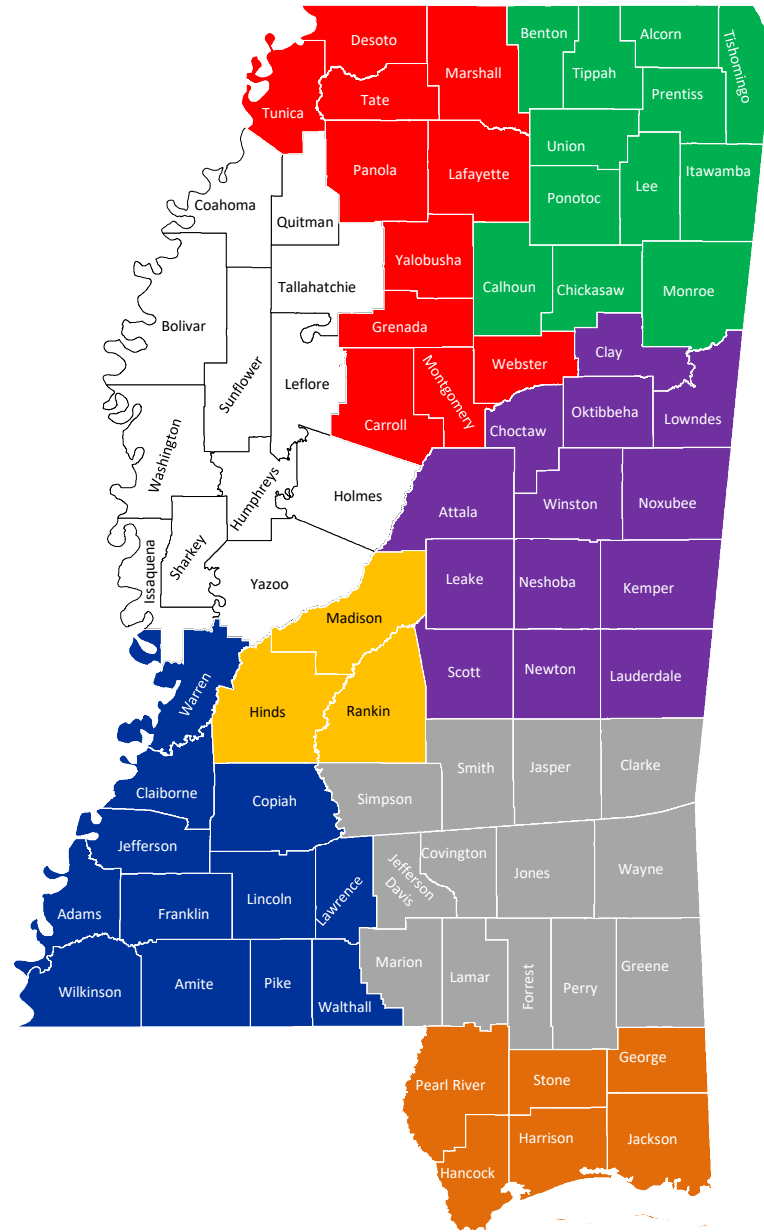 Desoto
Benton
Alcorn
Tishomingo
Marshall
Tippah
Tate
Prentiss
Tunica
Union
Panola
Lafayette
Itawamba
Lee
Ponotoc
Coahoma
Quitman
Yalobusha
Tallahatchie
Calhoun
Chickasaw
Monroe
Bolivar
Grenada
Clay
Webster
Sunflower
Leflore
Montgomery
Oktibbeha
Carroll
Lowndes
Choctaw
Washington
Humphreys
Holmes
Noxubee
Winston
Attala
Issaquena
Sharkey
Yazoo
Leake
Neshoba
Kemper
Madison
Scott
Newton
Lauderdale
Warren
Hinds
Rankin
Smith
Jasper
Clarke
Claiborne
Copiah
Simpson
Jefferson
Covington
Jefferson
Davis
Jones
Wayne
Lincoln
Lawrence
Adams
Franklin
Marion
Greene
Lamar
Forrest
Perry
Wilkinson
Amite
Pike
Walthall
George
Pearl River
Stone
Harrison
Jackson
Hancock